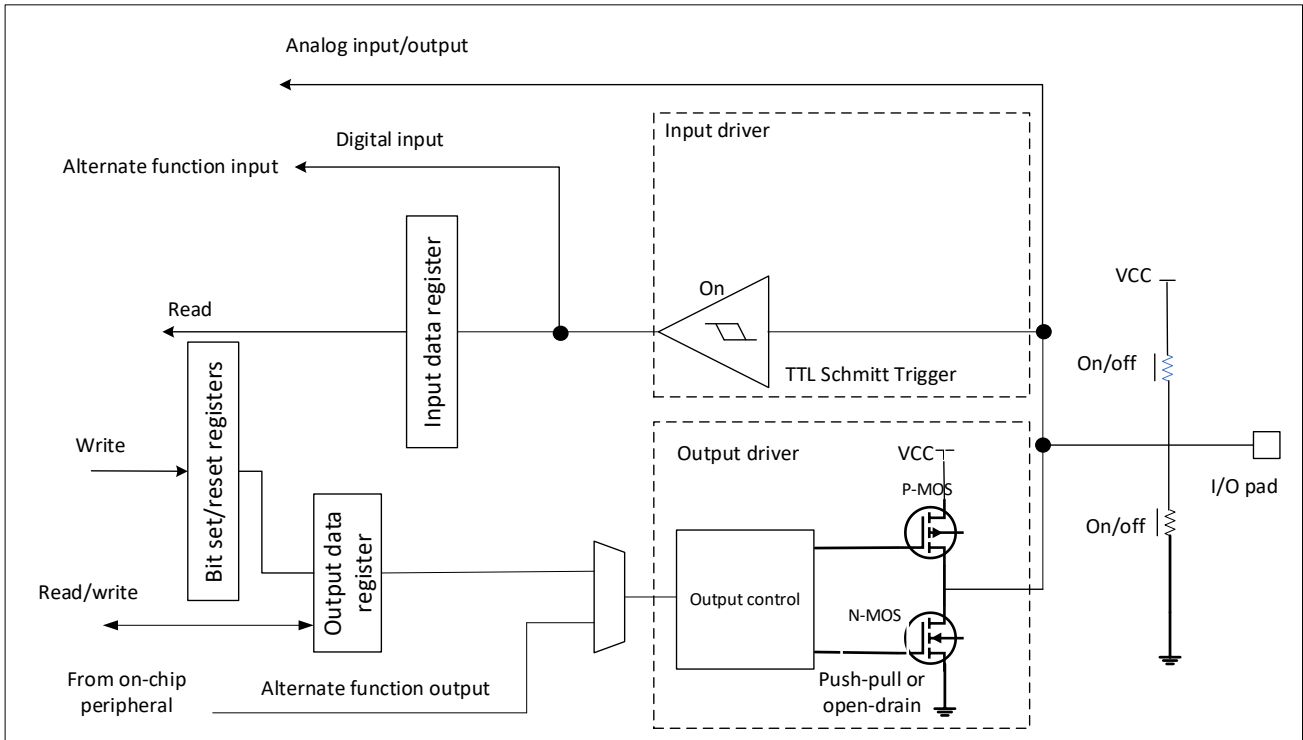 Analog input/output
Input driver
Digital input
Alternate function input
Input data register
On
VCC
Read
On/off
TTL Schmitt Trigger
Bit set/reset registers
Write
Output driver
VCC
P-MOS
I/O pad
On/off
Output data
register
Read/write
Output control
N-MOS
From on-chip
peripheral
Alternate function output
Push-pull or
open-drain